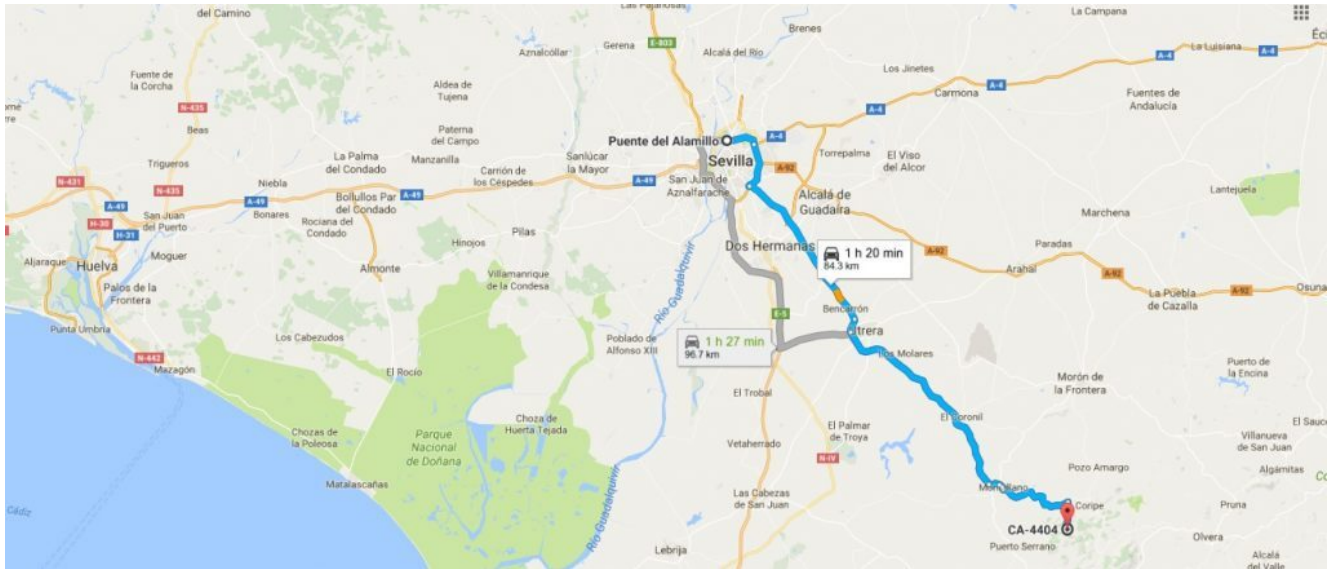 Las Pajanosas
La Campana
del Campo
del Camino
E-803
Brenes
Gerena
Alcalá del Río
Aznalcóllar
A-4
La Luisiana
Éci
Fuente de
la Corcha
N-435
Aldea de
Tujena
Los Jinetes
A-4
Carmona
Fuentes de
Andalucía
A-4
Beas
Paterna
del Campo
Puente del Alamillo
A-4
Trigueros
La Palma
del Condado
Manzanilla
Carrión de
los Céspedes
Sanlúcar
la Mayor
Sevilla
A-92
Torrepalma
El Viso
del Alcor
N-431
N-435
Niebla
A-49
A-49
San Juan de
Aznalfarache
Lantejuela
A-49
H-30
H-31
San Juan
del Puerto
Bonares
Bollullos Par
del Condado
Rociana del
Condado
Alcalá de
Guadaíra
Marchena
Hinojos
Pilas
Dos Hermanas
A-92
Paradas
Aljaraque
Huelva
Moguer
Almonte
Villamanrique
de la Condesa
1 h 20 min
84.3 km
Arahal
A-92
Palos de la
Frontera
Río Guadalquivir
La Puebla
de Cazalla
A-92
Osuna
Punta Umbria
E-5
Bencarrón
Los Cabezudos
Poblado de
Alfonso XIII
1 h 27 min
96.7 km
trera
N-442
Los Molares
Mazagón
El Rocío
Puerto de
la Encina
El Trobal
Morón de
la Frontera
Chozas de
la Poleosa
Choza de
Huerta Tejada
El Coronil
El Palmar
de Troya
El Sauce
Parque
Nacional
de Doñana
Vetaherrado
N-IV
Villanueva
de San Juan
Matalascañas
Pozo Amargo
Algámitas
Las Cabezas
de San Juan
Montellano
Coripe
Pruna
Cádiz
Río Guadalquivir
CA-4404
Lebrija
Puerto Serrano
Olvera
Alcalá
del Valle